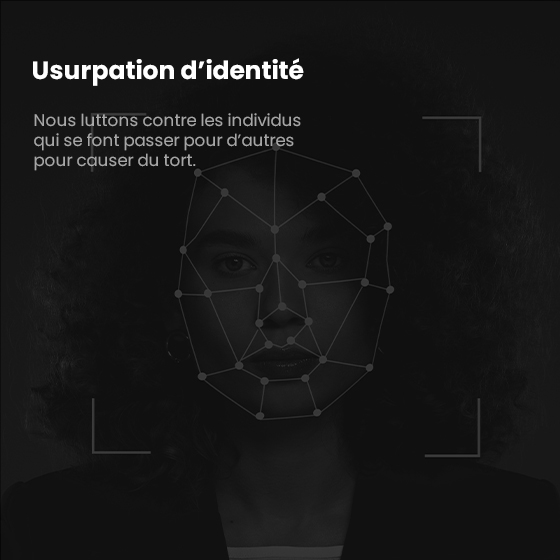 Usurpation d’identité
Nous luttons contre les individus
qui se font passer pour d’autres
pour causer du tort.